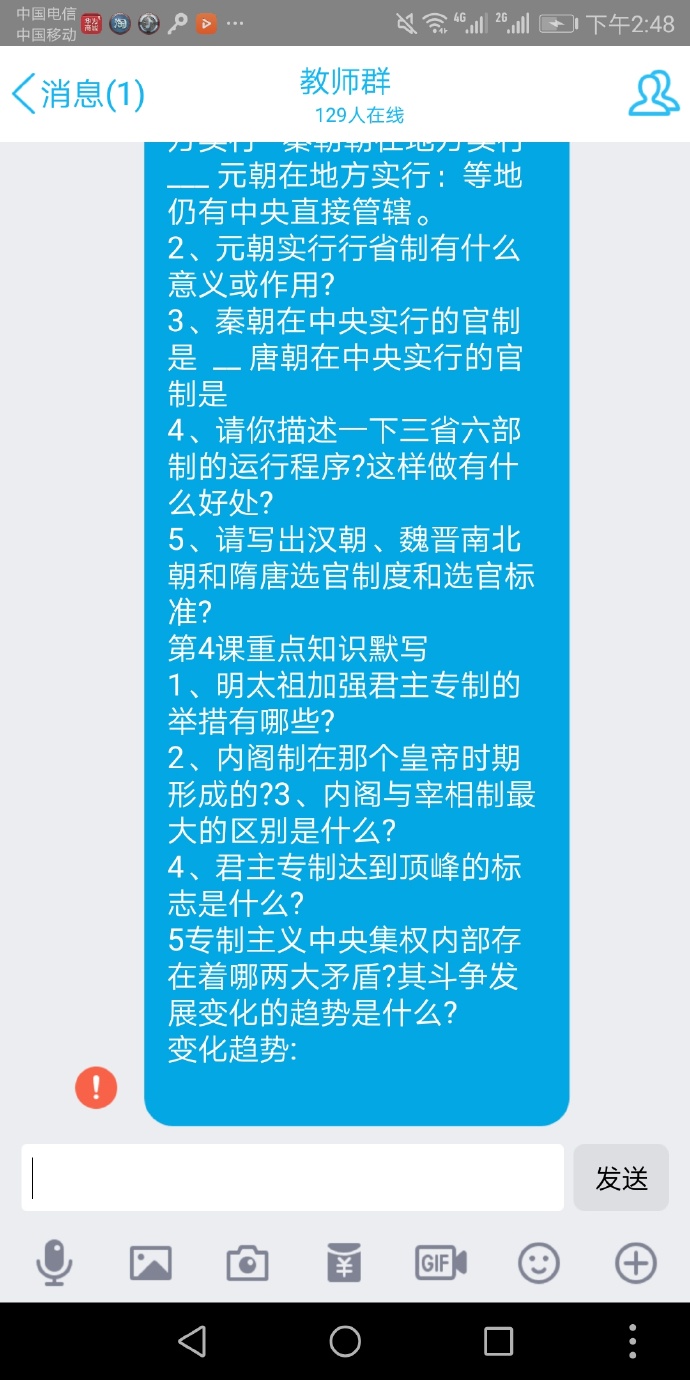 中国电信
中国移动
4G
2G
下午2:48
消息(1)
教师群
129人在线
方实行 秦朝朝在地方实行
___ 元朝在地方实行：等地
仍有中央直接管辖。
2、元朝实行行省制有什么
意义或作用?
3、秦朝在中央实行的官制
是 __ 唐朝在中央实行的官
制是
4、请你描述一下三省六部
制的运行程序?这样做有什
么好处?
5、请写出汉朝、魏晋南北
朝和隋唐选官制度和选官标
准?
第4课重点知识默写
1、明太祖加强君主专制的
举措有哪些?
2、内阁制在那个皇帝时期
形成的?3、内阁与宰相制最
大的区别是什么?
4、君主专制达到顶峰的标
志是什么?
5专制主义中央集权内部存
在着哪两大矛盾?其斗争发
展变化的趋势是什么?
变化趋势:
发送
GIF